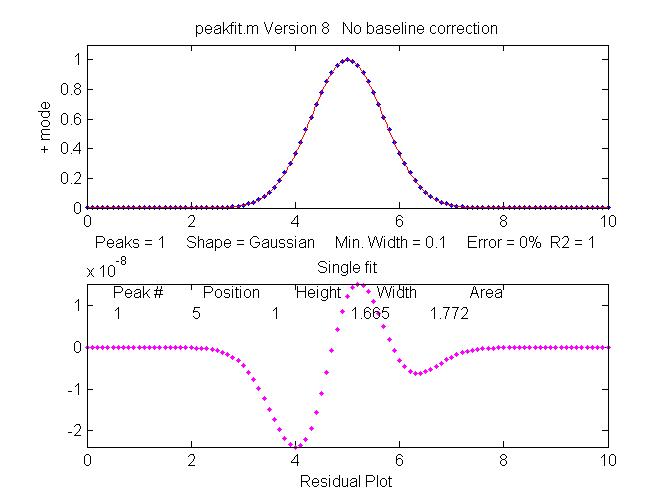 peakfit.m Version 8   No baseline correction
1
0.8
0.6
0.4
0.2
0
+ mode
0 2 4 6 8 10
Peaks = 1 Shape = Gaussian Min. Width = 0.1 Error = 0% R2 = 1
Single fit
x 10^-8
Peak # Position Height Width Area
1 5 1 1.665 1.772
1
0
-1
-2
0 2 4 6 8 10
Residual Plot